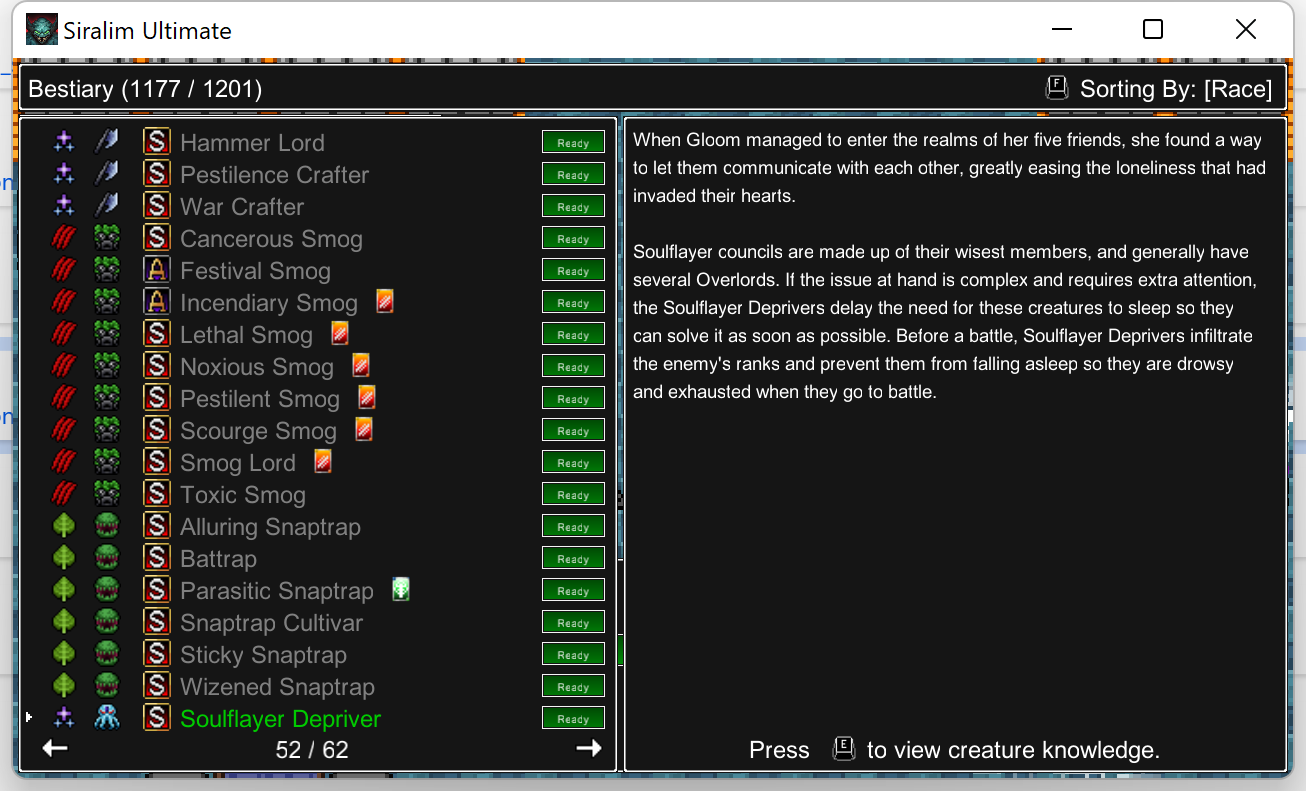 Siralim Ultimate
Bestiary (1177 / 1201)
F Sorting By: [Race]
S Hammer Lord Ready
S Pestilence Crafter Ready
S War Crafter Ready
S Cancerous Smog Ready
A Festival Smog Ready
A Incendiary Smog Ready
S Lethal Smog Ready
S Noxious Smog Ready
S Pestilent Smog Ready
S Scourge Smog Ready
S Smog Lord Ready
S Toxic Smog Ready
S Alluring Snaptrap Ready
S Battrap Ready
S Parasitic Snaptrap Ready
S Snaptrap Cultivar Ready
S Sticky Snaptrap Ready
S Wizened Snaptrap Ready
S Soulflayer Depriver Ready
52 / 62
When Gloom managed to enter the realms of her five friends, she found a way
to let them communicate with each other, greatly easing the loneliness that had
invaded their hearts.
Soulflayer councils are made up of their wisest members, and generally have
several Overlords. If the issue at hand is complex and requires extra attention,
the Soulflayer Deprivers delay the need for these creatures to sleep so they
can solve it as soon as possible. Before a battle, Soulflayer Deprivers infiltrate
the enemy's ranks and prevent them from falling asleep so they are drowsy
and exhausted when they go to battle.
Press E to view creature knowledge.